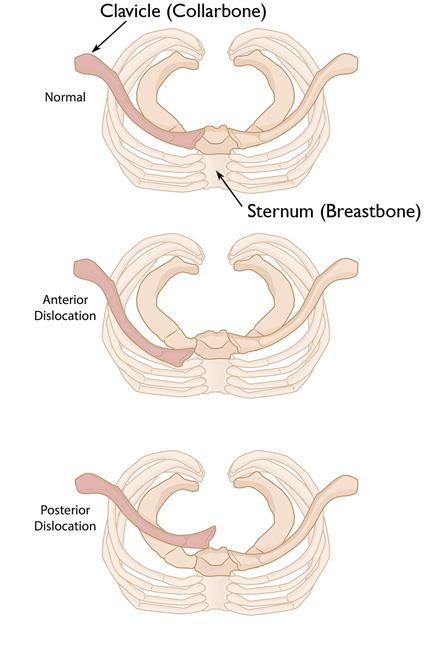 Clavicle (Collarbone)
Normal
Sternum (Breastbone)
Anterior
Dislocation
Posterior
Dislocation